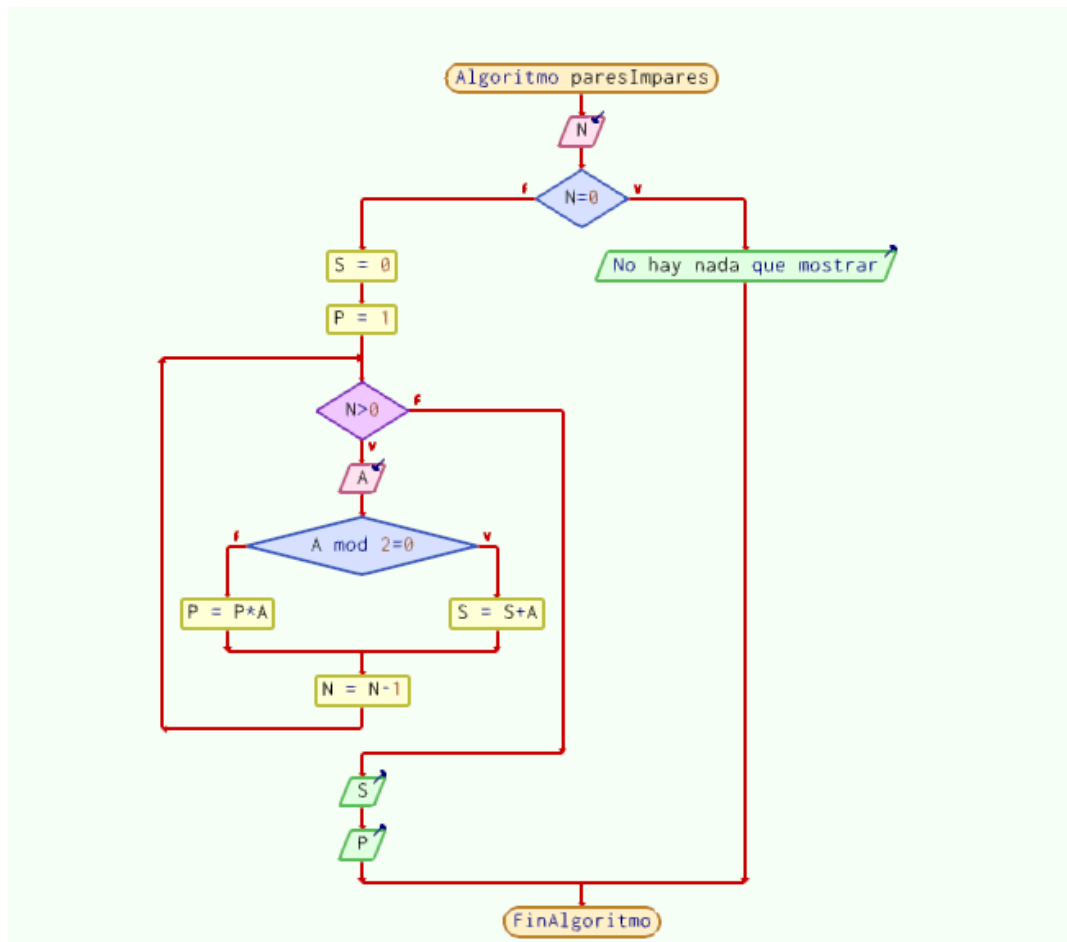 Algoritmo paresImpares
N
N=0
F
V
S = 0
No hay nada que mostrar
P = 1
N>0
F
V
A
A mod 2=0
F
V
P = P*A
S = S+A
N = N-1
S
P
FinAlgoritmo